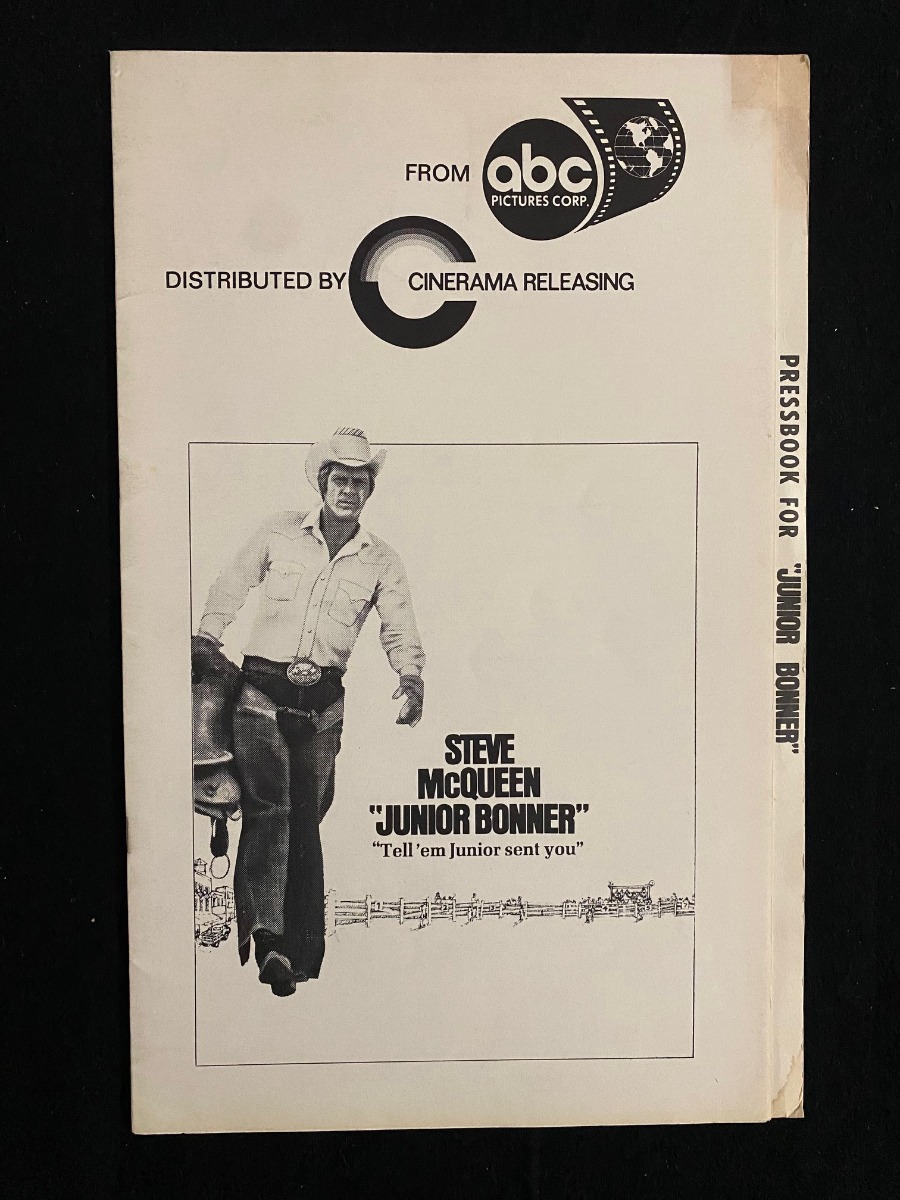 FROM abc
PICTURES CORP.
DISTRIBUTED BY CINERAMA RELEASING
STEVE
McQUEEN
"JUNIOR BONNER"
"Tell 'em Junior sent you"
PRESSBOOK FOR "JUNIOR BONNER"